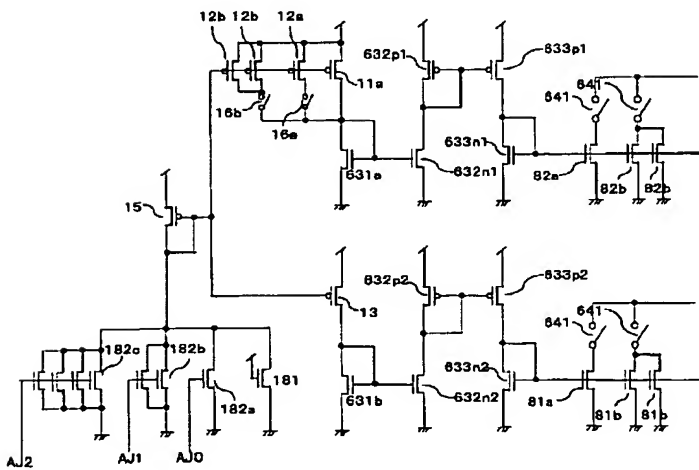 12b 12b 12a
632p1
633p1
11a
641 641
16b 16a
633n1
631a
632n1
82a
82b 82b
15
632p2
633p2
13
641 641
182c
182b
633n2
181
182a
631b
632n2
81a
81b 81b
AJ2
AJ1 AJ0